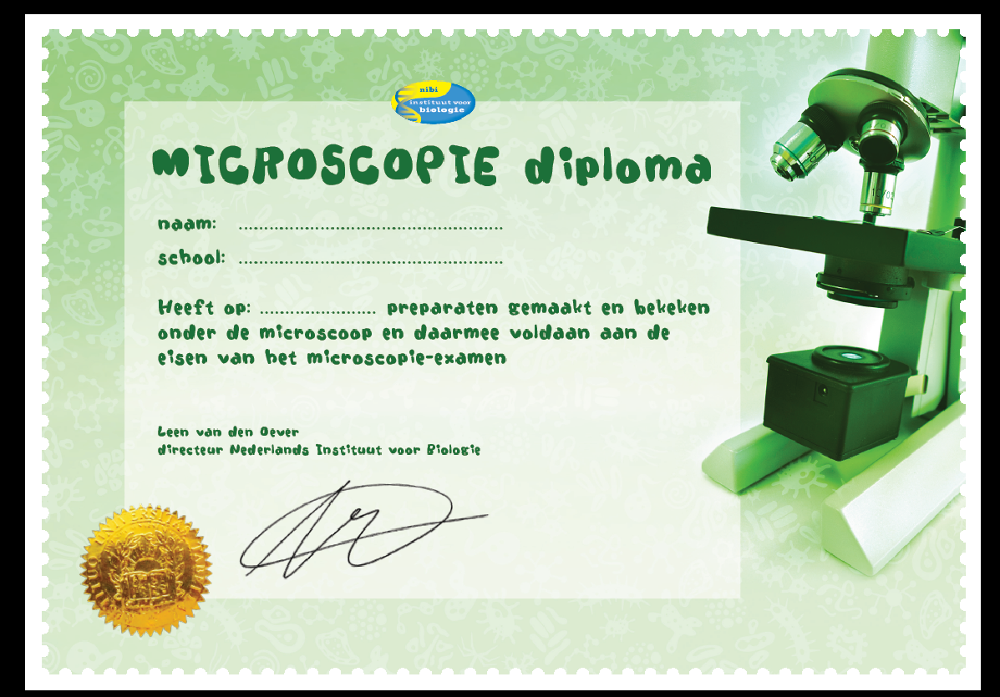 nibi
instituut voor
biologie
MICROSCOPIE diploma
naam: ....................................................
school: ....................................................
Heeft op: ....................... preparaten gemaakt en bekeken
onder de microscoop en daarmee voldaan aan de
eisen van het microscopie-examen
Leen van den Oever
directeur Nederlands Instituut voor Biologie
40